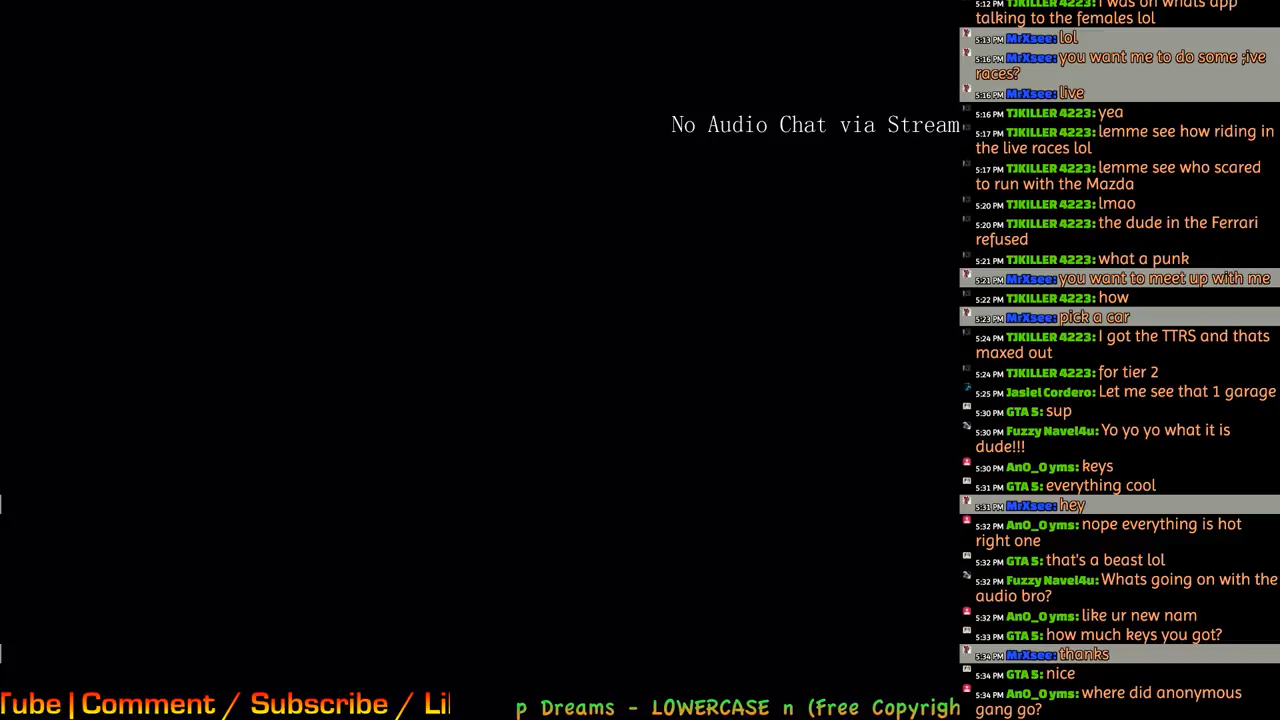 No Audio Chat via Stream
5:12 PM TJKILLER 4223: I was on whats app
talking to the females lol
5:13 PM MrXsee: lol
5:16 PM MrXsee: you want me to do some ;ive
races?
5:16 PM MrXsee: live
5:16 PM TJKILLER 4223: yea
5:17 PM TJKILLER 4223: lemme see how riding in
the live races lol
5:17 PM TJKILLER 4223: lemme see who scared
to run with the Mazda
5:20 PM TJKILLER 4223: lmao
5:20 PM TJKILLER 4223: the dude in the Ferrari
refused
5:21 PM TJKILLER 4223: what a punk
5:21 PM MrXsee: you want to meet up with me
5:22 PM TJKILLER 4223: how
5:23 PM MrXsee: pick a car
5:24 PM TJKILLER 4223: I got the TTRS and thats
maxed out
5:24 PM TJKILLER 4223: for tier 2
5:25 PM Jasiel Cordero: Let me see that 1 garage
5:30 PM GTA 5: sup
5:30 PM Fuzzy Navel4u: Yo yo yo what it is
dude!!!
5:30 PM AnO_O yms: keys
5:31 PM GTA 5: everything cool
5:31 PM MrXsee: hey
5:32 PM AnO_O yms: nope everything is hot
right one
5:32 PM GTA 5: that's a beast lol
5:32 PM Fuzzy Navel4u: Whats going on with the
audio bro?
5:32 PM AnO_O yms: like ur new nam
5:33 PM GTA 5: how much keys you got?
5:34 PM MrXsee: thanks
5:34 PM GTA 5: nice
5:34 PM AnO_O yms: where did anonymous
gang go?
Tube | Comment / Subscribe / Li
p Dreams - LOWERCASE n (Free Copyrigh